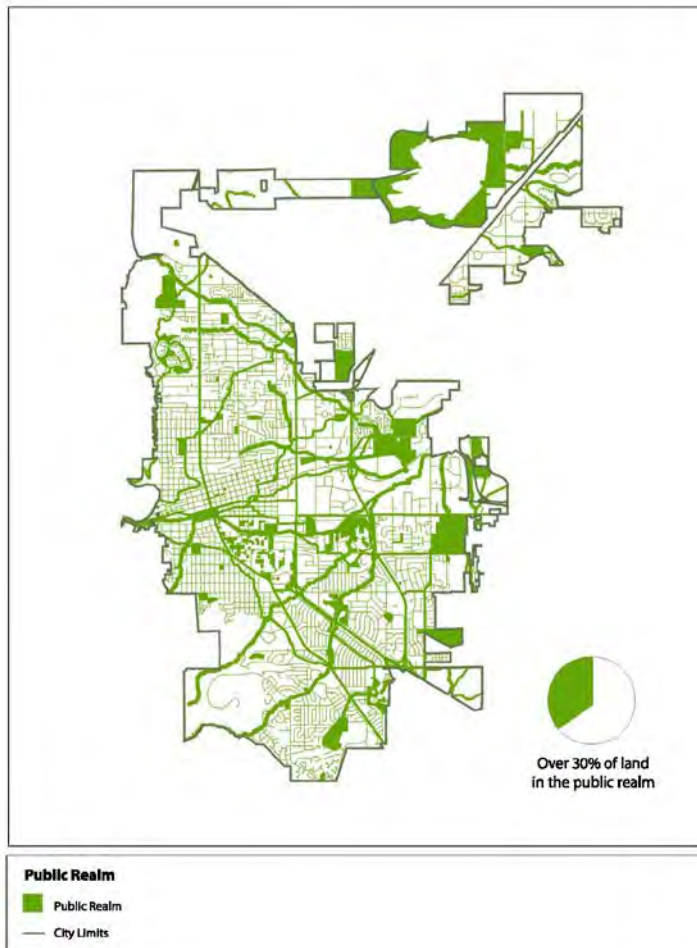 Over 30% of land
in the public realm
Public Realm
Public Realm
City Limits